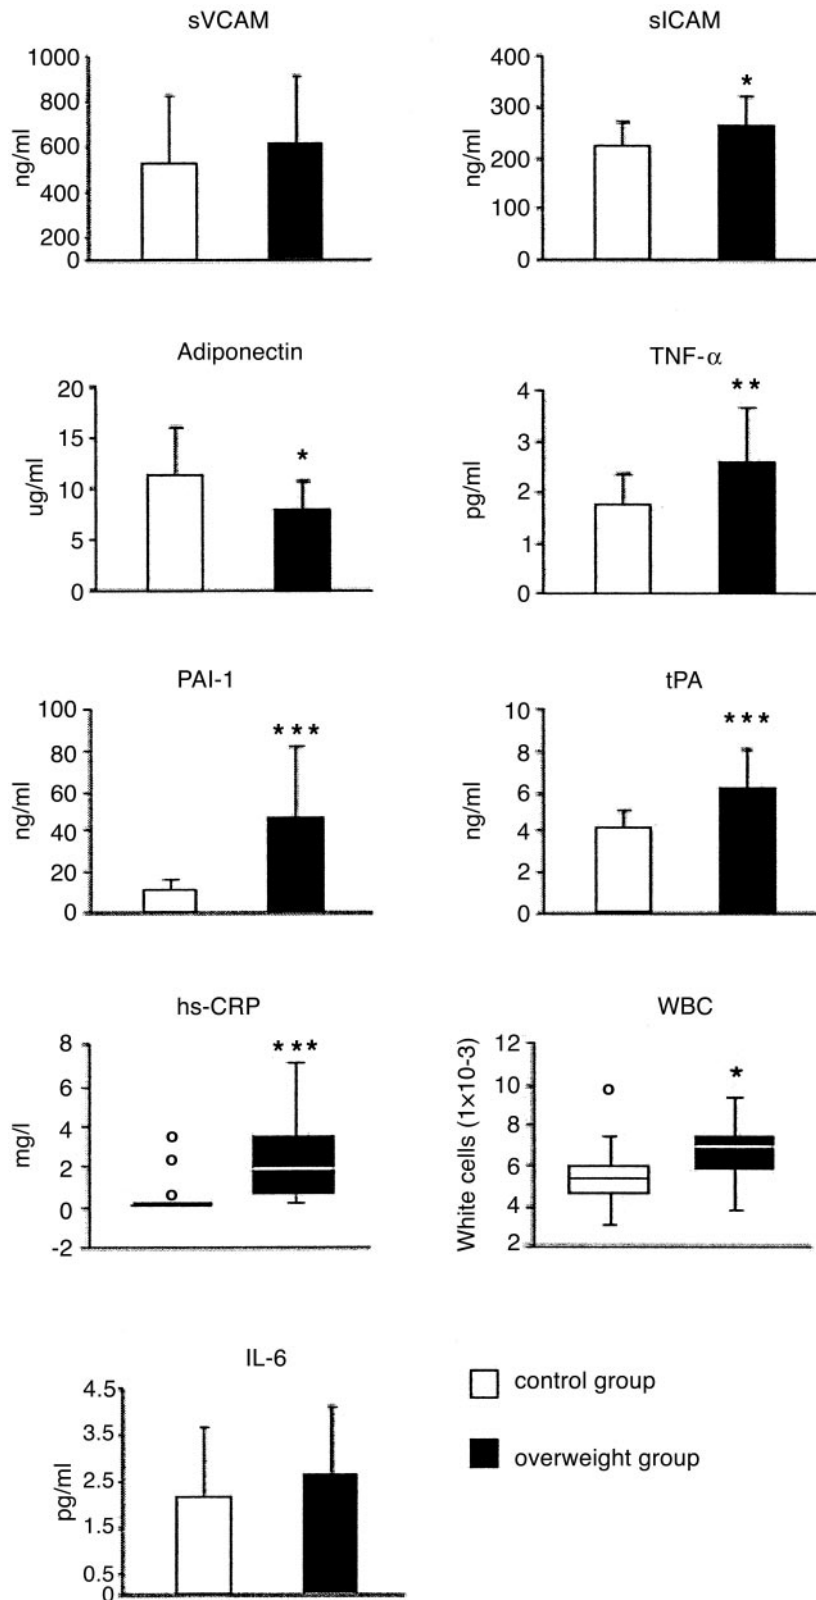 sVCAM
1000
800
600
400
200
0
ng/ml
sICAM
400
300
200
100
0
ng/ml
*
Adiponectin
20
15
10
5
0
ug/ml
*
TNF-α
4
3
2
1
0
pg/ml
**
PAI-1
100
80
60
40
20
0
ng/ml
***
tPA
10
8
6
4
2
0
ng/ml
***
hs-CRP
8
6
4
2
0
-2
mg/l
***
WBC
12
10
8
6
4
2
White cells (1×10-3)
*
IL-6
4.5
3.5
2.5
1.5
0.5
0
pg/ml
control group
overweight group